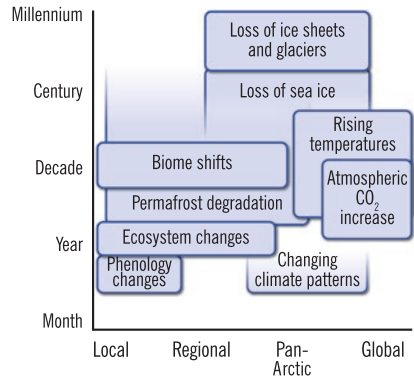 Millennium
Century
Decade
Year
Month
Loss of ice sheets
and glaciers
Loss of sea ice
Rising
temperatures
Biome shifts
Atmospheric
CO₂
increase
Permafrost degradation
Ecosystem changes
Phenology
changes
Changing
climate patterns
Local
Regional
Pan-
Arctic
Global